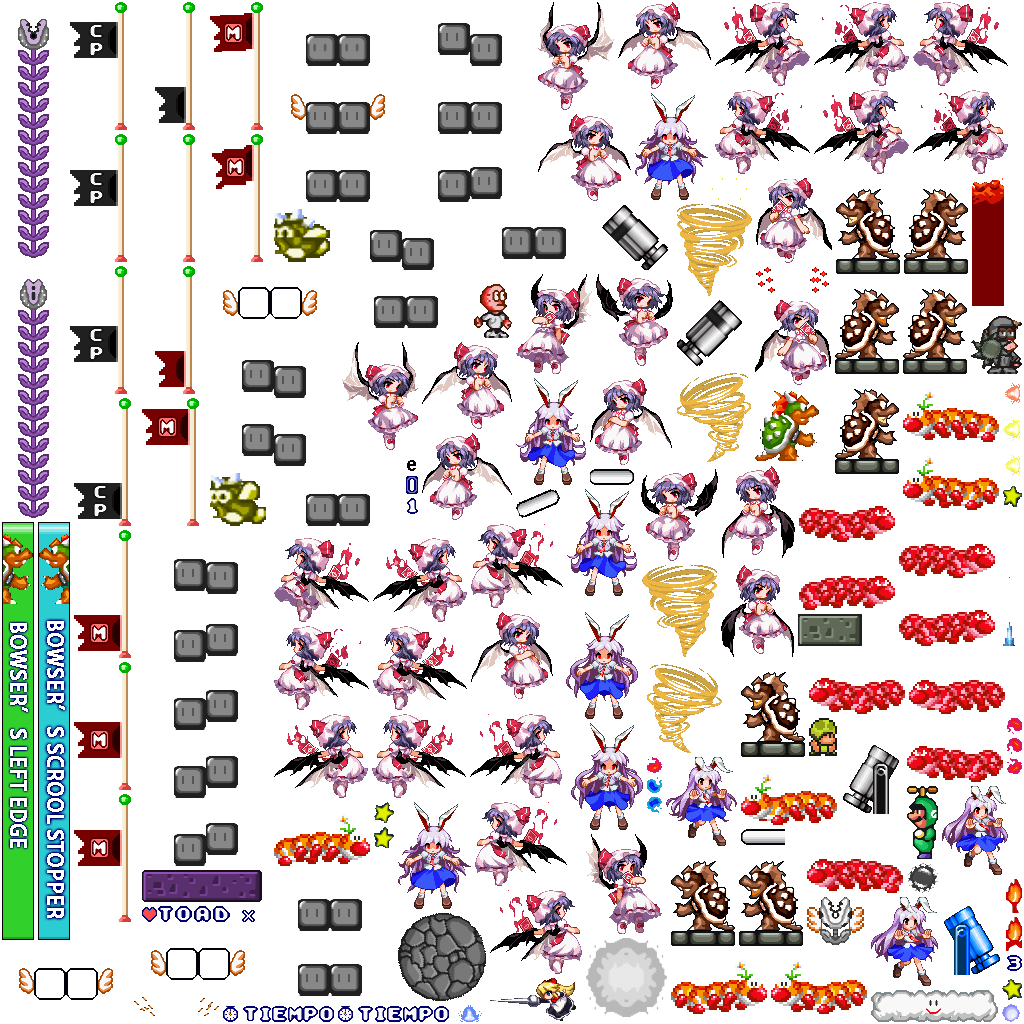 CP
M
CP
M
CP
M
CP
e
0
1
M
BOWSER' S LEFT EDGE
BOWSER' S SCROOL STOPPER
M
M
TOAD x
3
TIEMPO TIEMPO